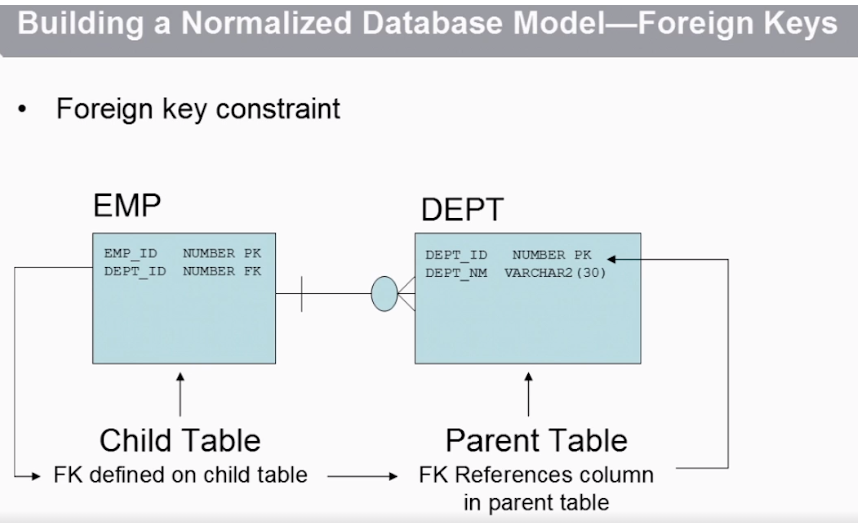 Building a Normalized Database Model—Foreign Keys
• Foreign key constraint
EMP
EMP_ID NUMBER PK
DEPT_ID NUMBER FK
DEPT
DEPT_ID NUMBER PK
DEPT_NM VARCHAR2(30)
Child Table
FK defined on child table
Parent Table
FK References column
in parent table